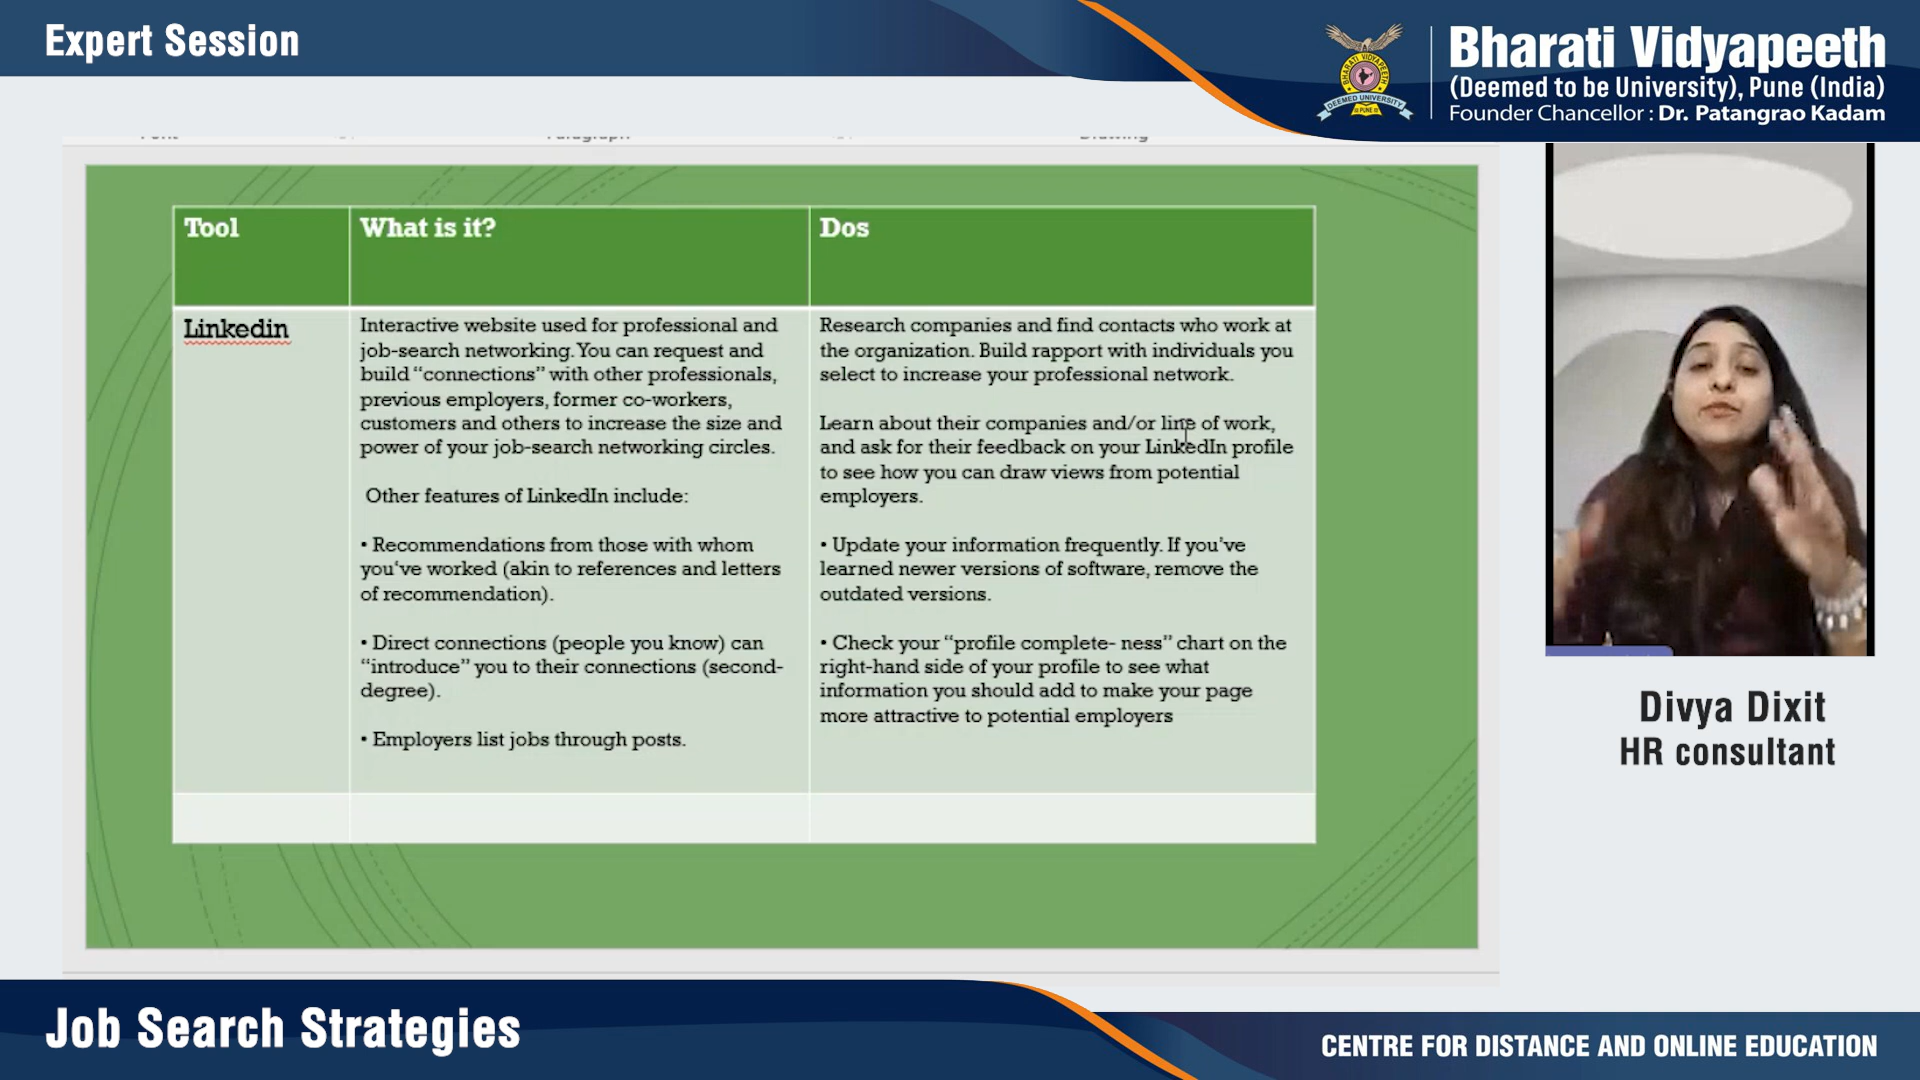 Expert Session
Bharati Vidyapeeth
(Deemed to be University), Pune (India)
Founder Chancellor : Dr. Patangrao Kadam
BHARATI VIDYAPEETH
DEEMED UNIVERSITY
PUNE
Paragraph
Drawing
Tool
What is it?
Dos
Linkedin
Interactive website used for professional and
job-search networking. You can request and
build “connections” with other professionals,
previous employers, former co-workers,
customers and others to increase the size and
power of your job-search networking circles.
Other features of LinkedIn include:
• Recommendations from those with whom
you've worked (akin to references and letters
of recommendation).
• Direct connections (people you know) can
“introduce” you to their connections (second-
degree).
• Employers list jobs through posts.
Research companies and find contacts who work at
the organization. Build rapport with individuals you
select to increase your professional network.
Learn about their companies and/or line of work,
and ask for their feedback on your LinkedIn profile
to see how you can draw views from potential
employers.
• Update your information frequently. If you've
learned newer versions of software, remove the
outdated versions.
• Check your “profile complete- ness” chart on the
right-hand side of your profile to see what
information you should add to make your page
more attractive to potential employers
Divya Dixit
HR consultant
Job Search Strategies
CENTRE FOR DISTANCE AND ONLINE EDUCATION